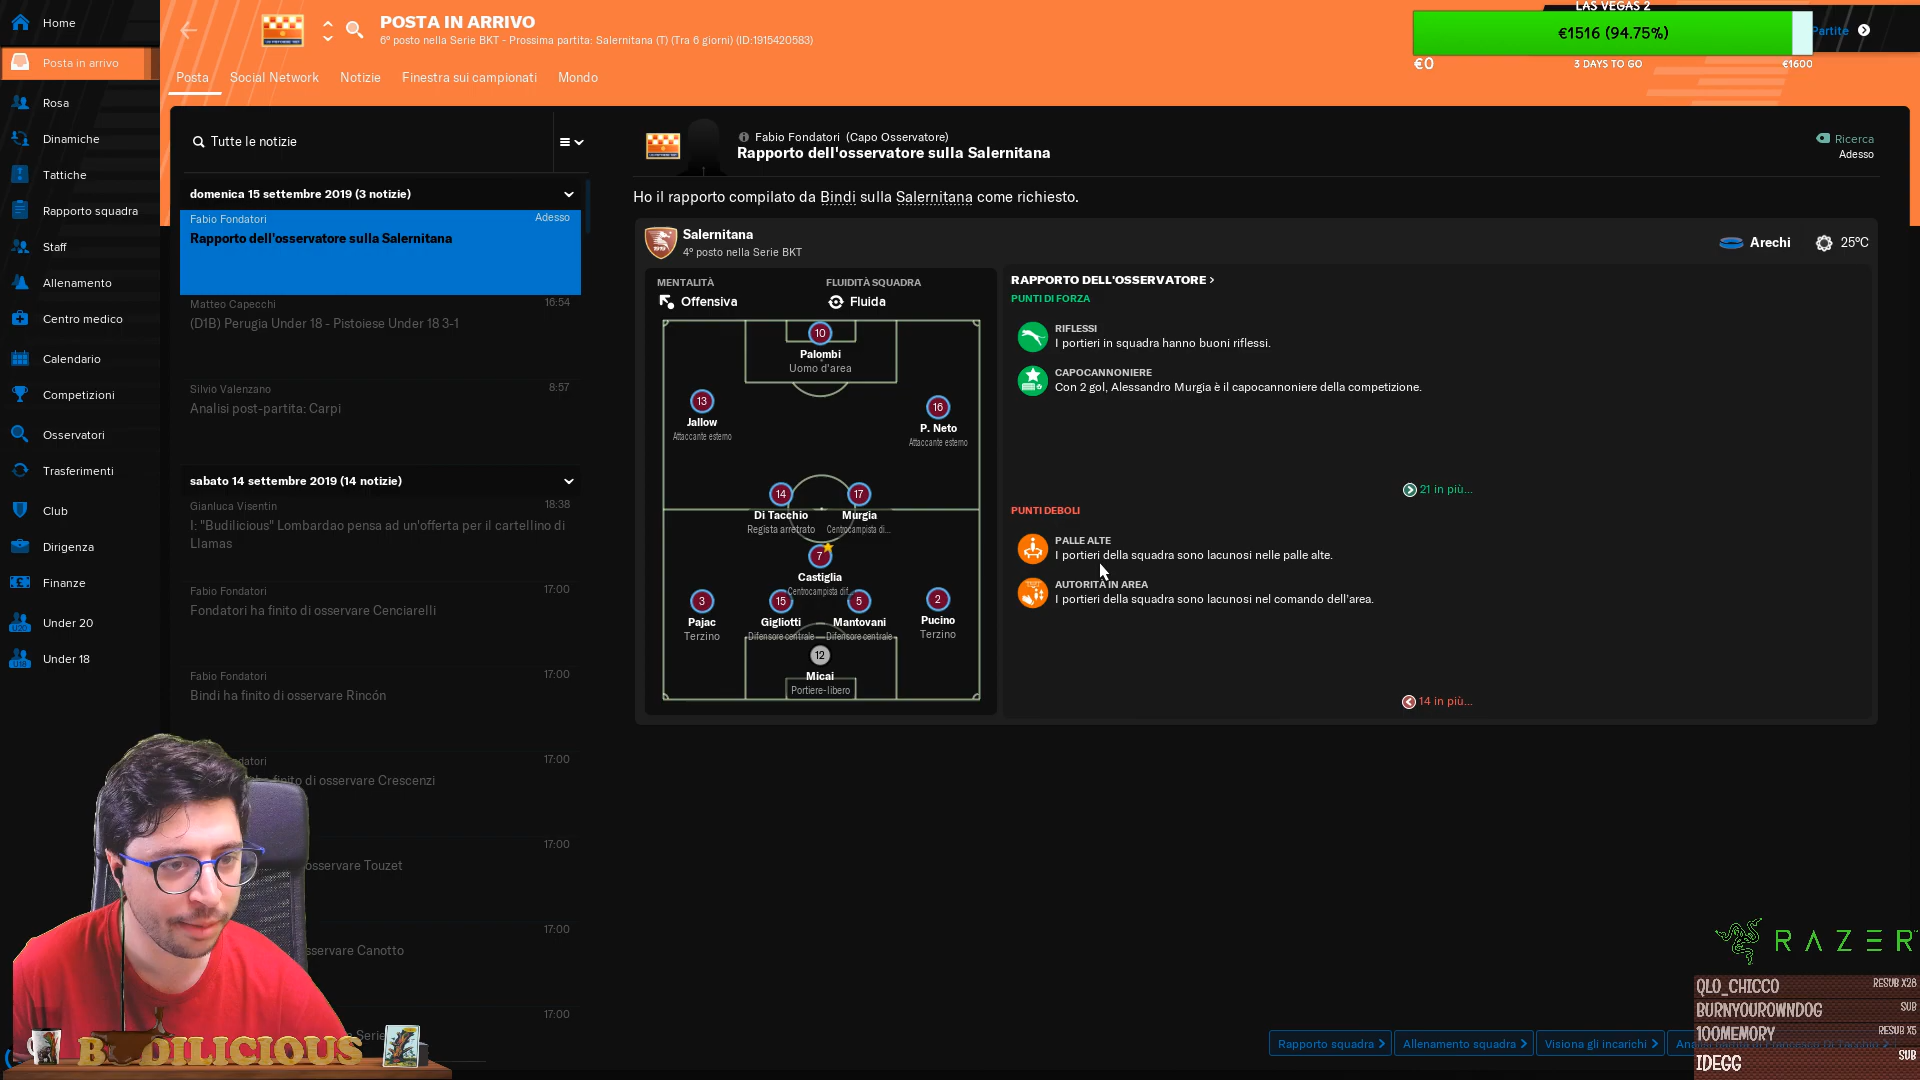 Home
Posta in arrivo
Rosa
Dinamiche
Tattiche
Rapporto squadra
Staff
Allenamento
Centro medico
Calendario
Competizioni
Osservatori
Trasferimenti
Club
Dirigenza
Finanze
Under 20
Under 18
POSTA IN ARRIVO
6º posto nella Serie BKT - Prossima partita: Salernitana (T) (Tra 6 giorni) (ID:1915420583)
Posta
Social Network
Notizie
Finestra sui campionati
Mondo
LAS VEGAS 2
€1516 (94.75%)
€0
3 DAYS TO GO
€1600
Partite
Tutte le notizie
domenica 15 settembre 2019 (3 notizie)
Fabio Fondatori
Adesso
Rapporto dell'osservatore sulla Salernitana
Matteo Capecchi
16:54
(D1B) Perugia Under 18 - Pistoiese Under 18 3-1
Silvio Valenzano
8:57
Analisi post-partita: Carpi
sabato 14 settembre 2019 (14 notizie)
Gianluca Visentin
18:38
I: "Budilicious" Lombardao pensa ad un'offerta per il cartellino di
Llamas
Fabio Fondatori
17:00
Fondatori ha finito di osservare Cenciarelli
Fabio Fondatori
17:00
Bindi ha finito di osservare Rincón
17:00
finito di osservare Crescenzi
17:00
osservare Touzet
17:00
osservare Canotto
17:00
Fabio Fondatori (Capo Osservatore)
Rapporto dell'osservatore sulla Salernitana
Ricerca
Adesso
Ho il rapporto compilato da Bindi sulla Salernitana come richiesto.
Salernitana
4º posto nella Serie BKT
Arechi
25ºC
MENTALITÀ
Offensiva
FLUIDITÀ SQUADRA
Fluida
10
Palombi
Uomo d'area
13
Jallow
Attaccante esterno
16
P. Neto
Attaccante esterno
14
Di Tacchio
Regista arretrato
17
Murgia
Centrocampista di...
7
Castiglia
Centrocampista dif...
3
Pajac
Terzino
15
Gigliotti
Difensore centrale
5
Mantovani
Difensore centrale
2
Pucino
Terzino
12
Micai
Portiere-libero
RAPPORTO DELL'OSSERVATORE >
PUNTI DI FORZA
RIFLESSI
I portieri in squadra hanno buoni riflessi.
CAPOCANNONIERE
Con 2 gol, Alessandro Murgia è il capocannoniere della competizione.
21 in più...
PUNTI DEBOLI
PALLE ALTE
I portieri della squadra sono lacunosi nelle palle alte.
AUTORITÀ IN AREA
I portieri della squadra sono lacunosi nel comando dell'area.
14 in più...
Rapporto squadra
Allenamento squadra
Visiona gli incarichi
RAZER
QLO_CHICCO
RESUB X28
BURNYOUROWNDOG
SUB
100MEMORY
RESUB X5
IDEGG
SUB
BUDILICIOUS